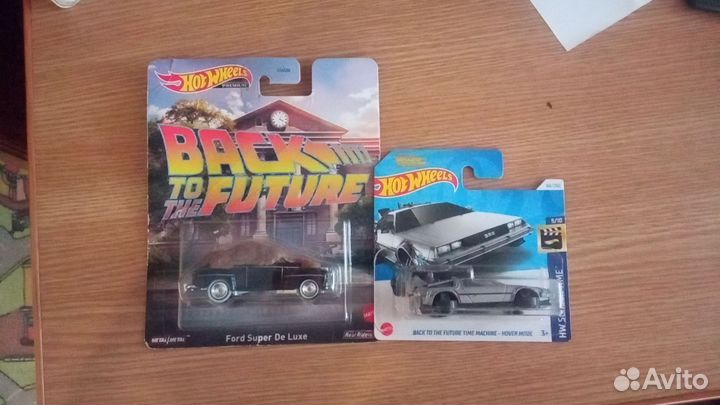 HOT WHEELS
PREMIUM
BACK
TO THE
FUTURE
METAL/METAL
Ford Super De Luxe
Real Riders
HOT WHEELS
5/10
BACK TO THE FUTURE TIME MACHINE - HOVER MODE
3+
Avito